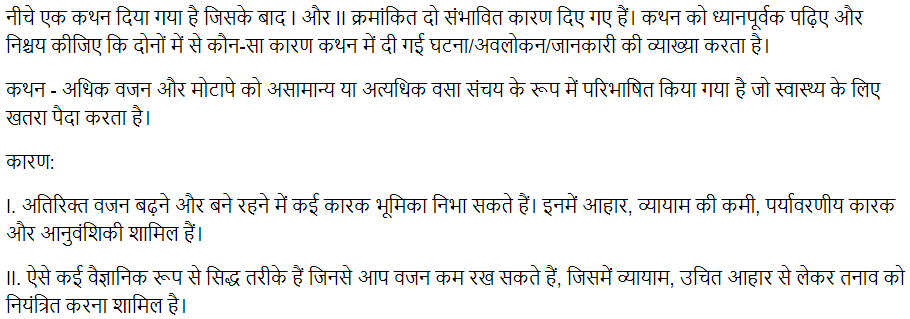 नीचे एक कथन दिया गया है जिसके बाद I और II क्रमांकित दो संभावित कारण दिए गए हैं। कथन को ध्यानपूर्वक पढ़िए और
निश्चय कीजिए कि दोनों में से कौन-सा कारण कथन में दी गई घटना/अवलोकन/जानकारी की व्याख्या करता है।
कथन - अधिक वजन और मोटापे को असामान्य या अत्यधिक वसा संचय के रूप में परिभाषित किया गया है जो स्वास्थ्य के लिए
खतरा पैदा करता है।
कारण:
I. अतिरिक्त वजन बढ़ने और बने रहने में कई कारक भूमिका निभा सकते हैं। इनमें आहार, व्यायाम की कमी, पर्यावरणीय कारक
और आनुवंशिकी शामिल हैं।
II. ऐसे कई वैज्ञानिक रूप से सिद्ध तरीके हैं जिनसे आप वजन कम रख सकते हैं, जिसमें व्यायाम, उचित आहार से लेकर तनाव को
नियंत्रित करना शामिल है।